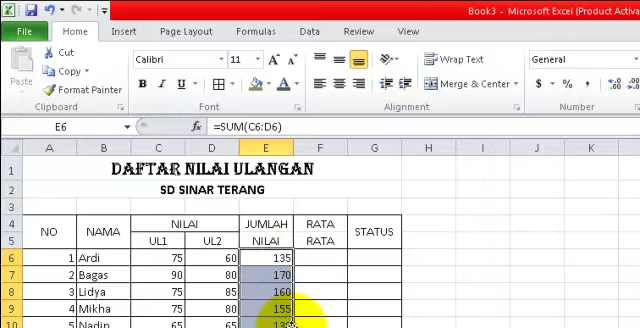 Book3 - Microsoft Excel (Product Activa
File Home Insert Page Layout Formulas Data Review View
Cut
Copy
Format Painter
Paste
Calibri 11 A A
B I U A
Wrap Text
Merge & Center
General
$ % ,
Clipboard Font Alignment Number
E6 fx =SUM(C6:D6)
A B C D E F G H I J K
1 DAFTAR NILAI ULANGAN
2 SD SINAR TERANG
3
4 NO NAMA NILAI JUMLAH RATA STATUS
5 UL1 UL2 NILAI RATA
6 1 Ardi 75 60 135
7 2 Bagas 90 80 170
8 3 Lidya 75 85 160
9 4 Mikha 75 80 155
10 5 Nadin 65 65 130